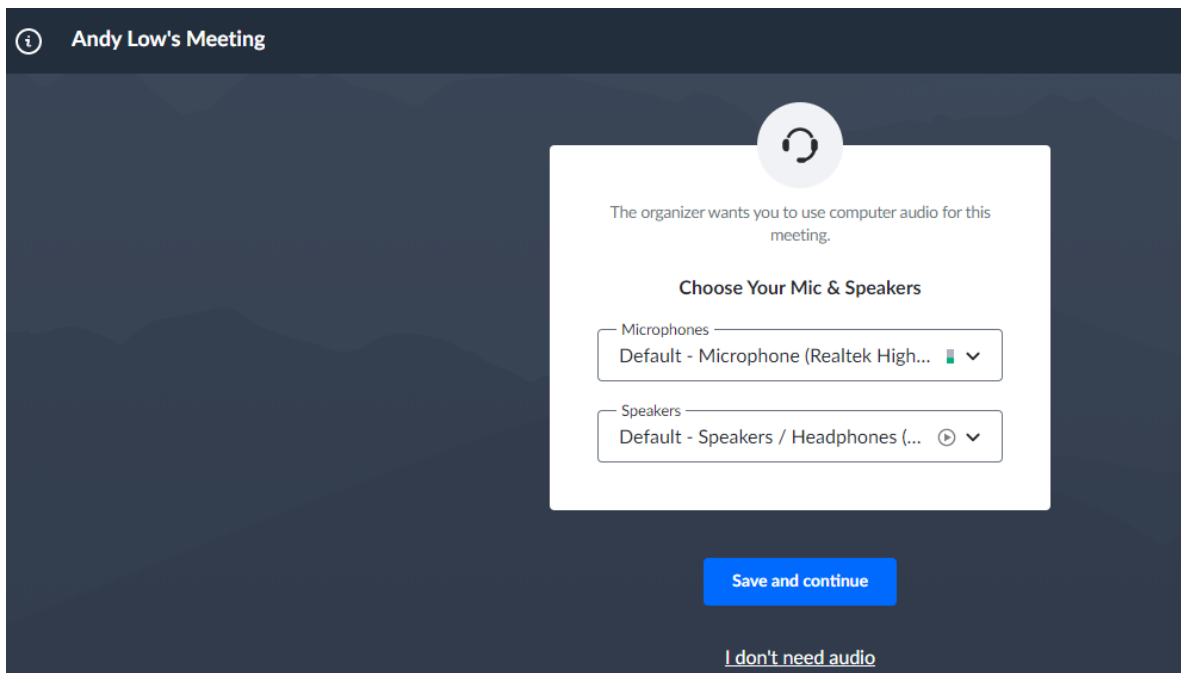 Andy Low's Meeting
The organizer wants you to use computer audio for this
meeting.
Choose Your Mic & Speakers
Microphones
Default - Microphone (Realtek High...
Speakers
Default - Speakers / Headphones (...
Save and continue
I don't need audio